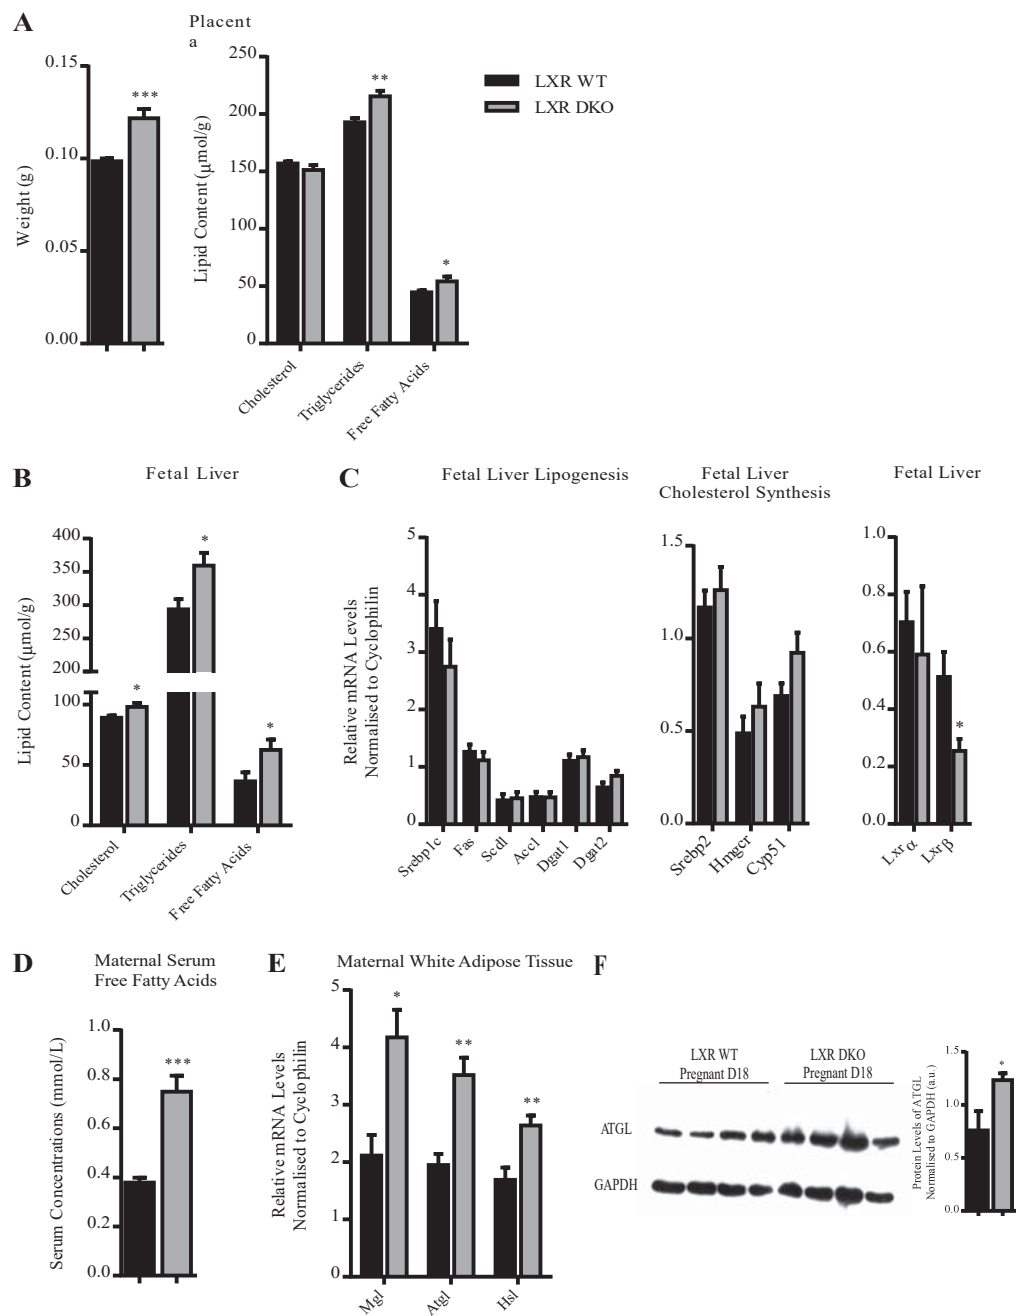 A
Placent
a
0.15
0.10
0.05
0.00
Weight (g)
***
250
200
150
100
50
0
Lipid Content (μmol/g)
**
*
Cholesterol
Triglycerides
Free Fatty Acids
LXR WT
LXR DKO
B
Fetal Liver
400
350
300
250
200
100
50
0
Lipid Content (μmol/g)
*
*
*
Cholesterol
Triglycerides
Free Fatty Acids
C
Fetal Liver Lipogenesis
5
4
3
2
1
0
Relative mRNA Levels
Normalised to Cyclophilin
Srebp1c
Fas
Scd1
Acc1
Dgat1
Dgat2
Fetal Liver
Cholesterol Synthesis
1.5
1.0
0.5
0.0
Srebp2
Hmgcr
Cyp51
Fetal Liver
1.0
0.8
0.6
0.4
0.2
0.0
*
Lxrα
Lxrβ
D
Maternal Serum
Free Fatty Acids
1.0
0.8
0.6
0.4
0.2
0.0
Serum Concentrations (mmol/L)
***
E
Maternal White Adipose Tissue
5
4
3
2
1
0
Relative mRNA Levels
Normalised to Cyclophilin
*
**
**
Mgl
Atgl
Hsl
F
LXR WT
Pregnant D18
LXR DKO
Pregnant D18
ATGL
GAPDH
1.5
1.0
0.5
0.0
Protein Levels of ATGL
Normalised to GAPDH (a.u.)
*